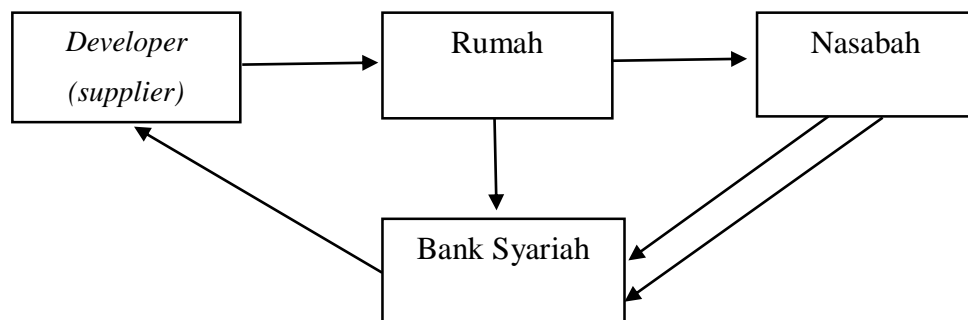 Developer
(supplier)
Rumah
Nasabah
Bank Syariah